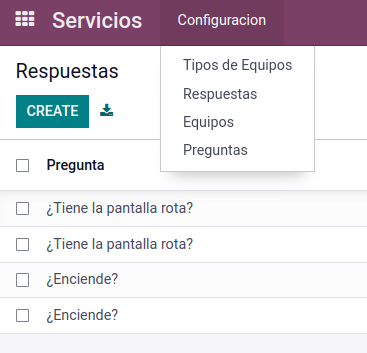 Servicios
Configuracion
Tipos de Equipos
Respuestas
Equipos
Preguntas
Respuestas
CREATE
Pregunta
¿Tiene la pantalla rota?
¿Tiene la pantalla rota?
¿Enciende?
¿Enciende?